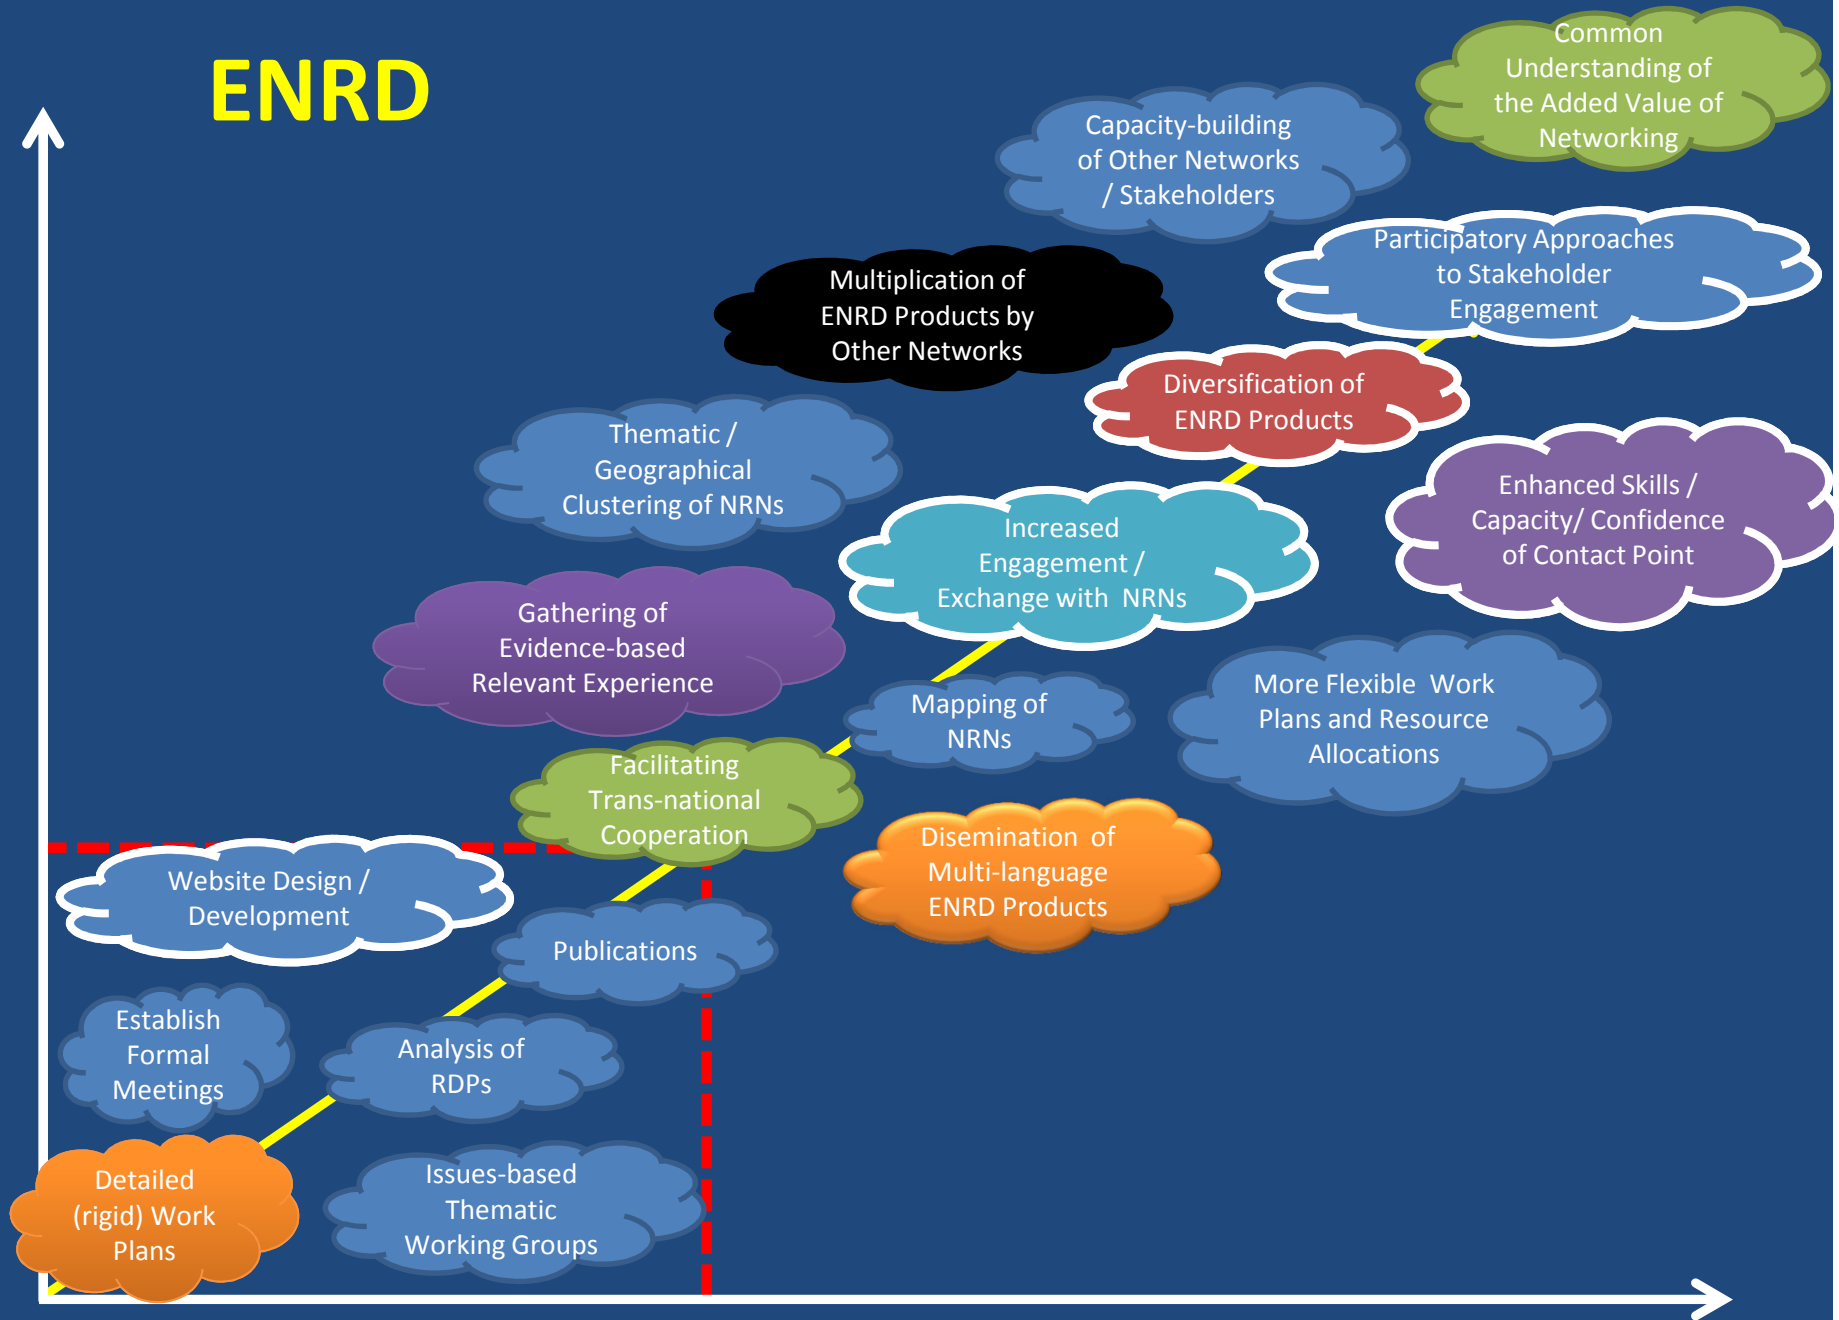 ENRD
Common
Understanding of
the Added Value of
Networking
Capacity-building
of Other Networks
/ Stakeholders
Participatory Approaches
to Stakeholder
Engagement
Multiplication of
ENRD Products by
Other Networks
Diversification of
ENRD Products
Thematic /
Geographical
Clustering of NRNs
Enhanced Skills /
Capacity/ Confidence
of Contact Point
Increased
Engagement /
Exchange with NRNs
Gathering of
Evidence-based
Relevant Experience
More Flexible Work
Plans and Resource
Allocations
Mapping of
NRNs
Facilitating
Trans-national
Cooperation
Disemination of
Multi-language
ENRD Products
Website Design /
Development
Publications
Establish
Formal
Meetings
Analysis of
RDPs
Detailed
(rigid) Work
Plans
Issues-based
Thematic
Working Groups